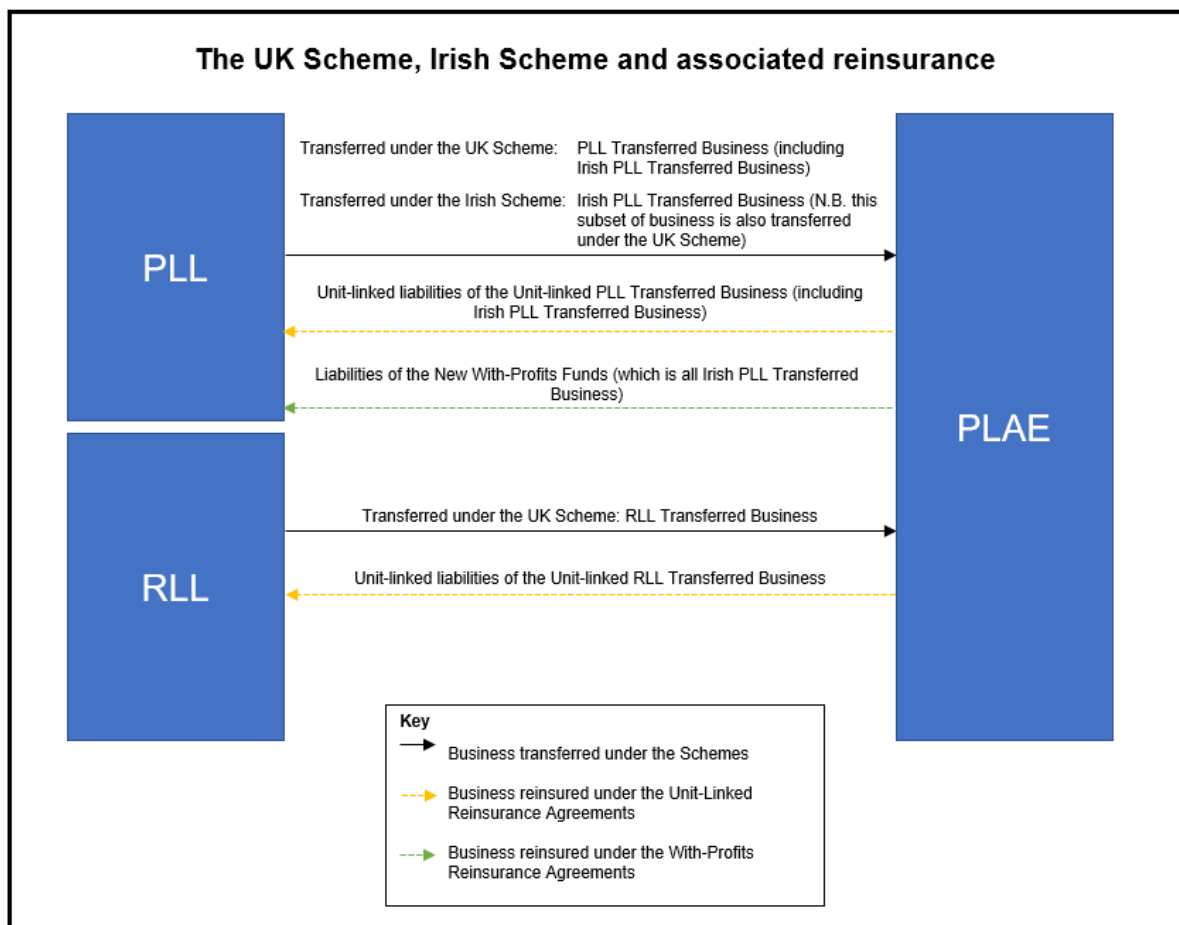 The UK Scheme, Irish Scheme and associated reinsurance
PLL
Transferred under the UK Scheme: PLL Transferred Business (including
Irish PLL Transferred Business)
Transferred under the Irish Scheme: Irish PLL Transferred Business (N.B. this
subset of business is also transferred
under the UK Scheme)
Unit-linked liabilities of the Unit-linked PLL Transferred Business (including
Irish PLL Transferred Business)
Liabilities of the New With-Profits Funds (which is all Irish PLL Transferred
Business)
PLAE
RLL
Transferred under the UK Scheme: RLL Transferred Business
Unit-linked liabilities of the Unit-linked RLL Transferred Business
Key
Business transferred under the Schemes
Business reinsured under the Unit-Linked
Reinsurance Agreements
Business reinsured under the With-Profits
Reinsurance Agreements